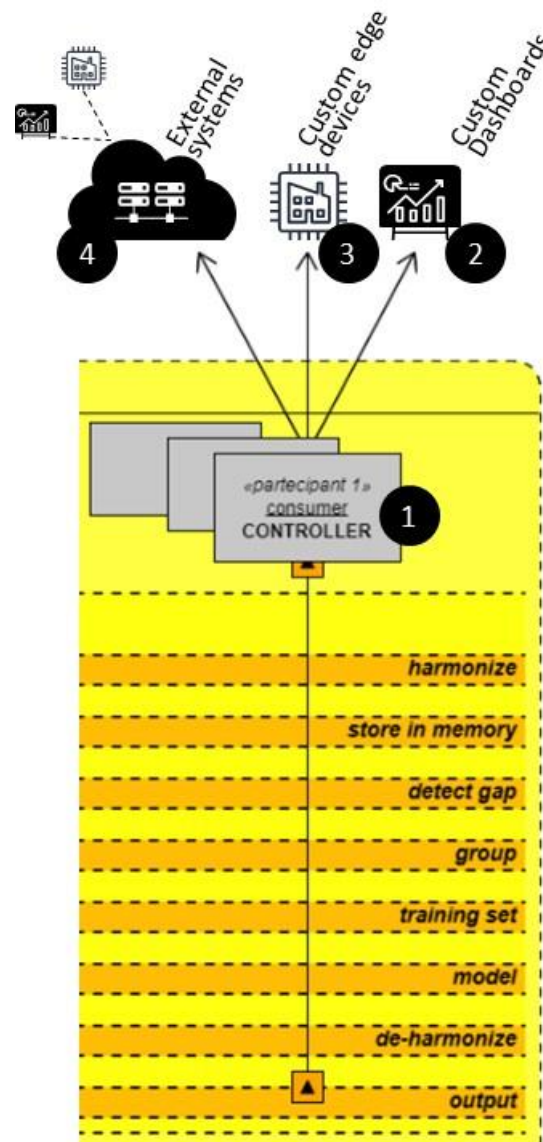 External
systems
Custom edge
devices
Custom
Dashboards
4
3
2
«partecipant 1»
consumer
CONTROLLER
1
harmonize
store in memory
detect gap
group
training set
model
de-harmonize
output